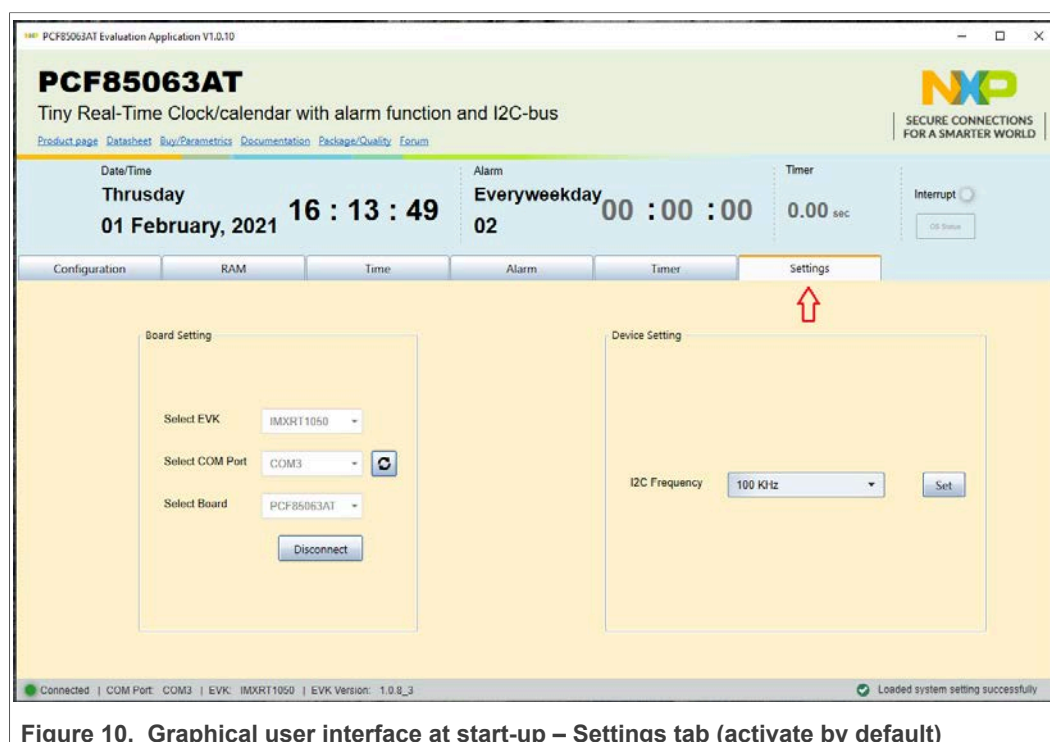 PCF85063AT Evaluation Application V1.0.10
PCF85063AT
Tiny Real-Time Clock/calendar with alarm function and I2C-bus
Product page Datasheet Buy/Parametrics Documentation Package/Quality Forum
NXP
SECURE CONNECTIONS
FOR A SMARTER WORLD
Date/Time
Thrusday
01 February, 2021
16 : 13 : 49
Alarm
Everyweekday
02
00 : 00 : 00
Timer
0.00 sec
Interrupt
OS Status
Configuration RAM Time Alarm Timer Settings
Board Setting
Select EVK IMXRT1050
Select COM Port COM3
Select Board PCF85063AT
Disconnect
Device Setting
I2C Frequency 100 KHz Set
Connected | COM Port: COM3 | EVK: IMXRT1050 | EVK Version: 1.0.8_3
Loaded system setting successfully
Figure 10. Graphical user interface at start-up – Settings tab (activate by default)